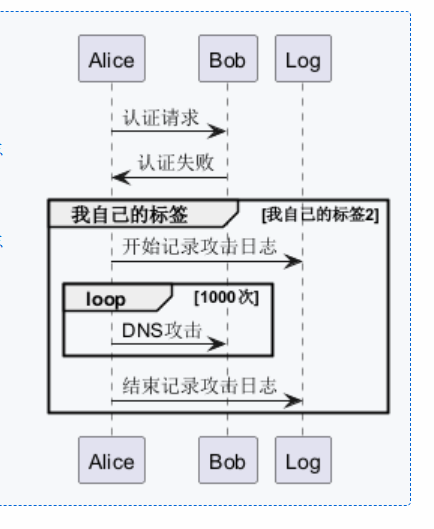 Alice Bob Log
认证请求
认证失败
我自己的标签 [我自己的标签2]
开始记录攻击日志
loop [1000次]
DNS攻击
结束记录攻击日志
Alice Bob Log